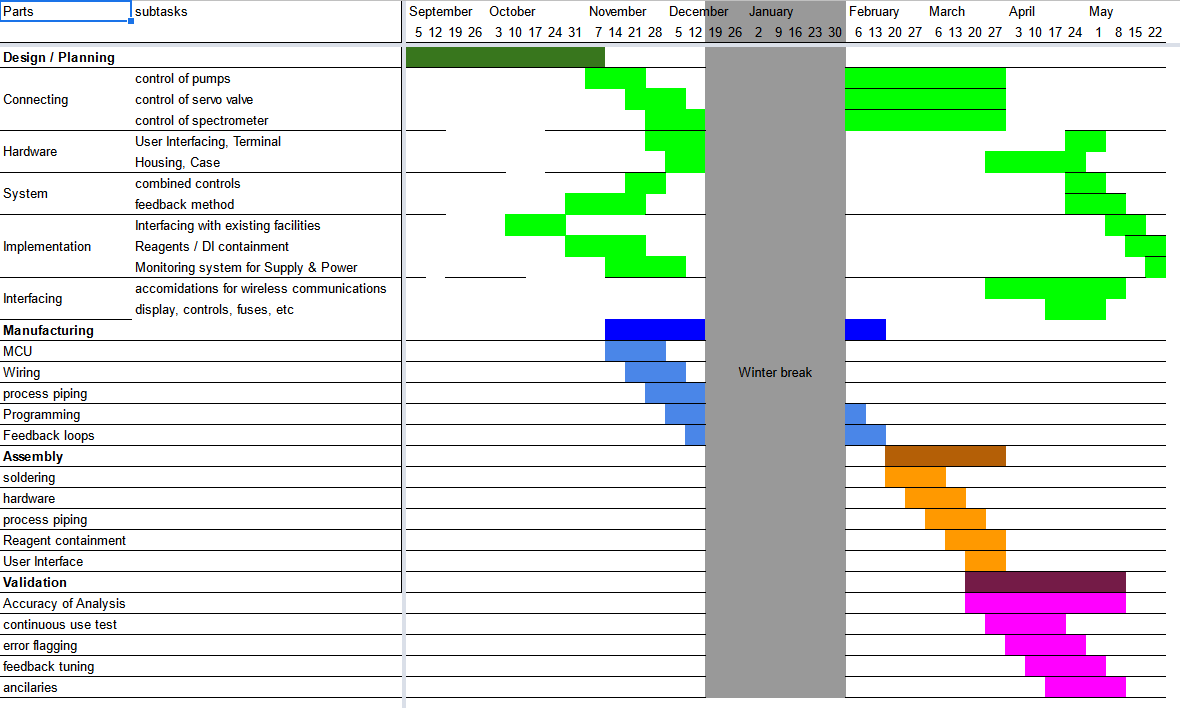 Parts subtasks September October November December January February March April May
5 12 19 26 3 10 17 24 31 7 14 21 28 5 12 19 26 2 9 16 23 30 6 13 20 27 6 13 20 27 3 10 17 24 1 8 15 22
Design / Planning
control of pumps
Connecting control of servo valve
control of spectrometer
User Interfacing, Terminal
Hardware
Housing, Case
combined controls
System
feedback method
Interfacing with existing facilities
Implementation Reagents / DI containment
Monitoring system for Supply & Power
accomidations for wireless communications
Interfacing
display, controls, fuses, etc
Manufacturing
MCU
Wiring Winter break
process piping
Programming
Feedback loops
Assembly
soldering
hardware
process piping
Reagent containment
User Interface
Validation
Accuracy of Analysis
continuous use test
error flagging
feedback tuning
ancilaries